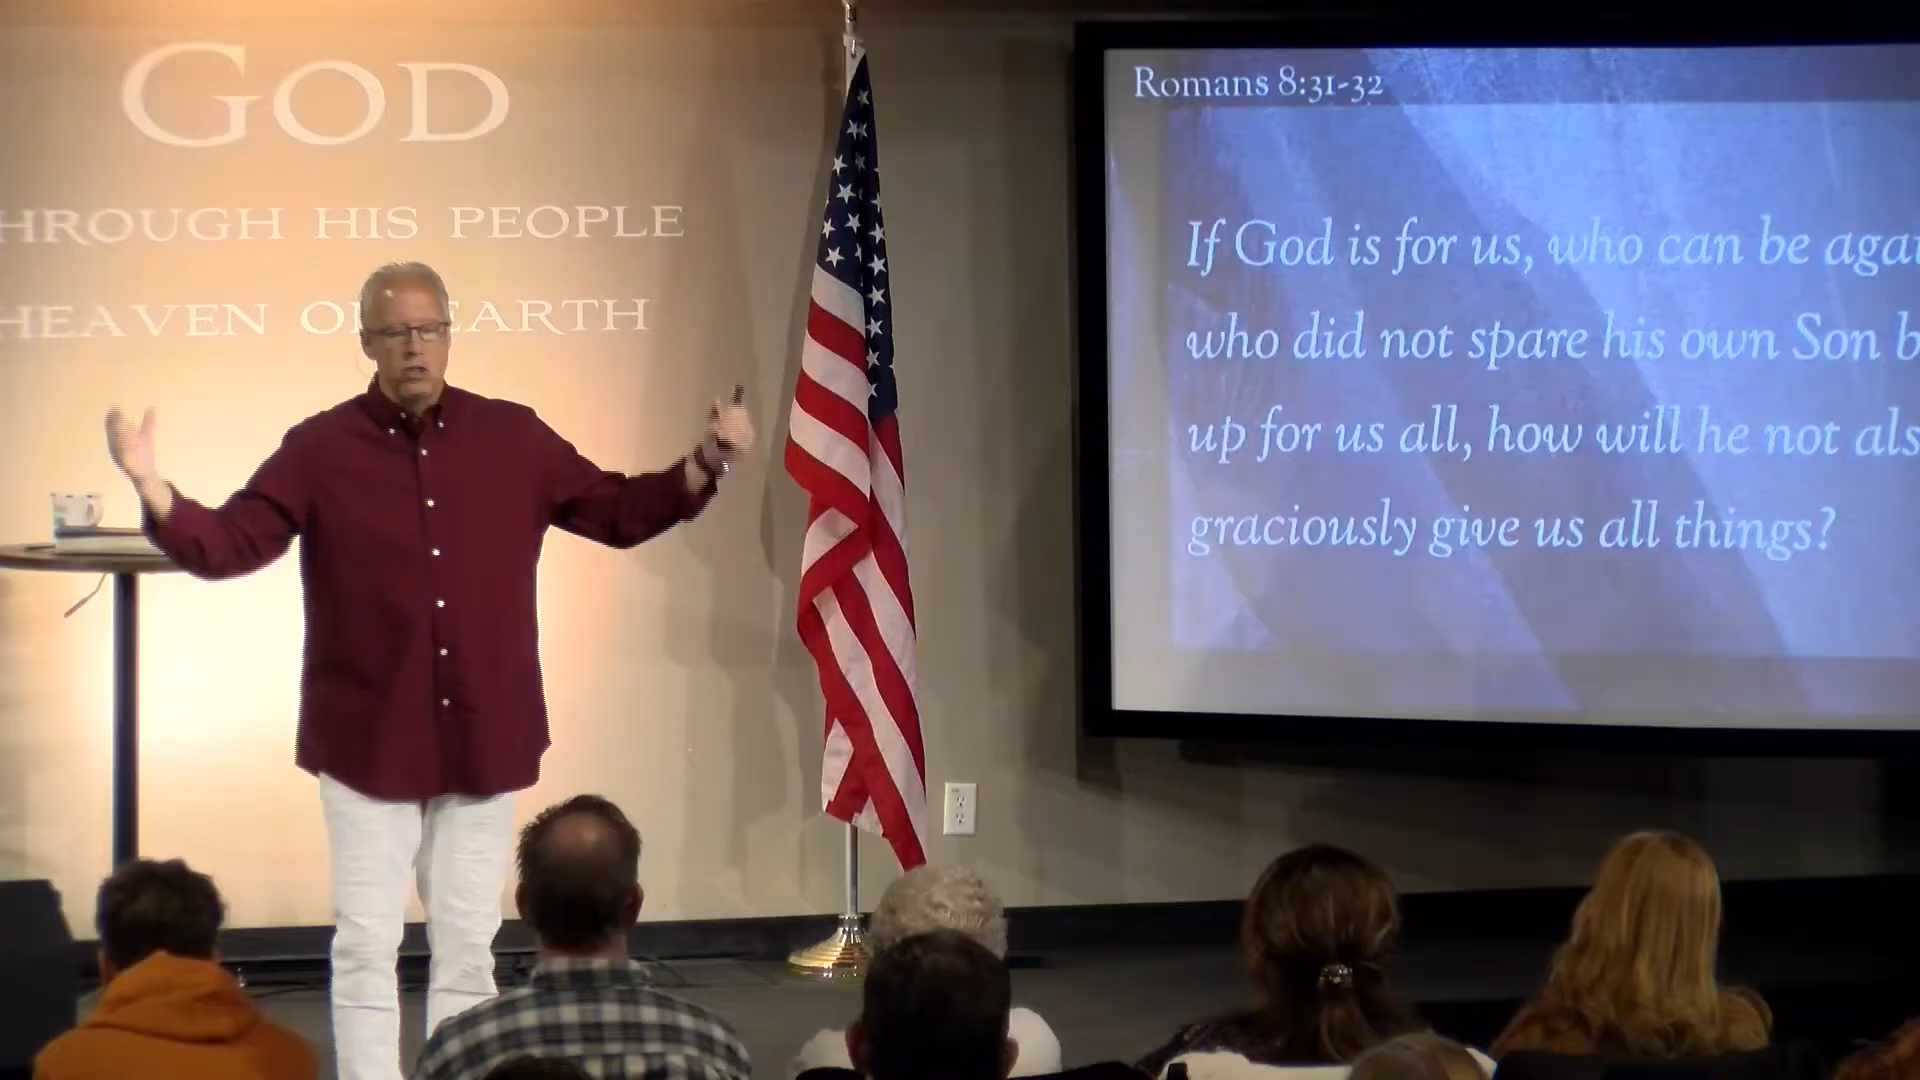 GOD
HROUGH HIS PEOPLE
HEAVEN ON EARTH
Romans 8:31-32
If God is for us, who can be agai
who did not spare his own Son b
up for us all, how will he not als
graciously give us all things?